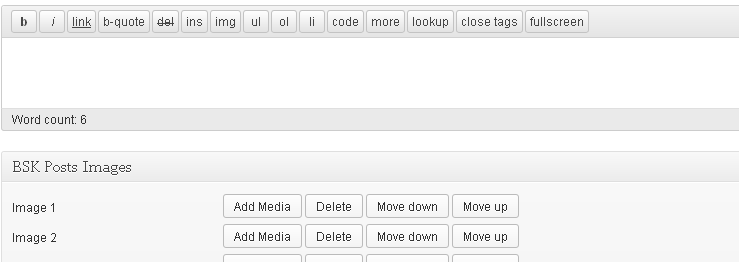 b i link b-quote del ins img ul ol li code more lookup close tags fullscreen
Word count: 6
BSK Posts Images
Image 1 Add Media Delete Move down Move up
Image 2 Add Media Delete Move down Move up